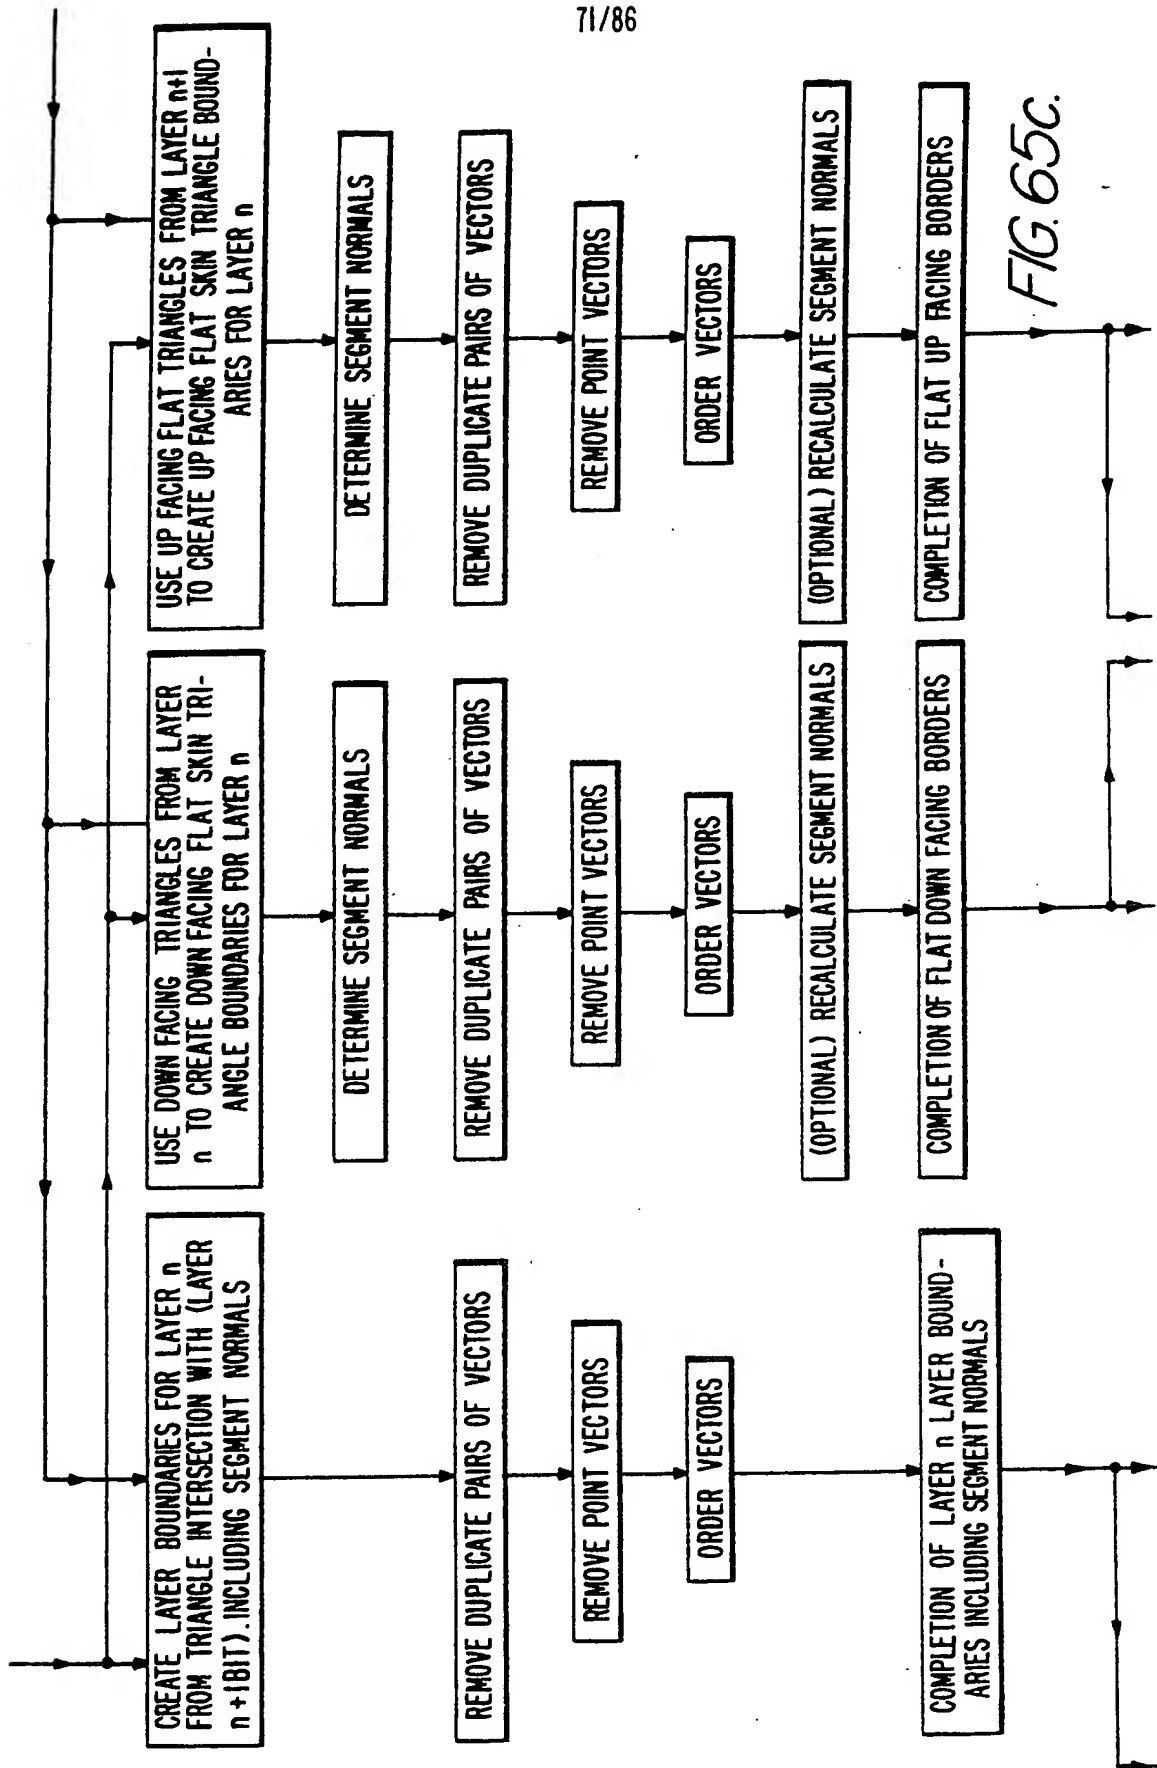 71/86
CREATE LAYER BOUNDARIES FOR LAYER n
FROM TRIANGLE INTERSECTION WITH (LAYER
n+1BIT). INCLUDING SEGMENT NORMALS
REMOVE DUPLICATE PAIRS OF VECTORS
REMOVE POINT VECTORS
ORDER VECTORS
COMPLETION OF LAYER n LAYER BOUND-
ARIES INCLUDING SEGMENT NORMALS
USE DOWN FACING TRIANGLES FROM LAYER
n TO CREATE DOWN FACING FLAT SKIN TRI-
ANGLE BOUNDARIES FOR LAYER n
DETERMINE SEGMENT NORMALS
REMOVE DUPLICATE PAIRS OF VECTORS
REMOVE POINT VECTORS
ORDER VECTORS
(OPTIONAL) RECALCULATE SEGMENT NORMALS
COMPLETION OF FLAT DOWN FACING BORDERS
USE UP FACING FLAT TRIANGLES FROM LAYER n+1
TO CREATE UP FACING FLAT SKIN TRIANGLE BOUND-
ARIES FOR LAYER n
DETERMINE SEGMENT NORMALS
REMOVE DUPLICATE PAIRS OF VECTORS
REMOVE POINT VECTORS
ORDER VECTORS
(OPTIONAL) RECALCULATE SEGMENT NORMALS
COMPLETION OF FLAT UP FACING BORDERS
FIG. 65C.